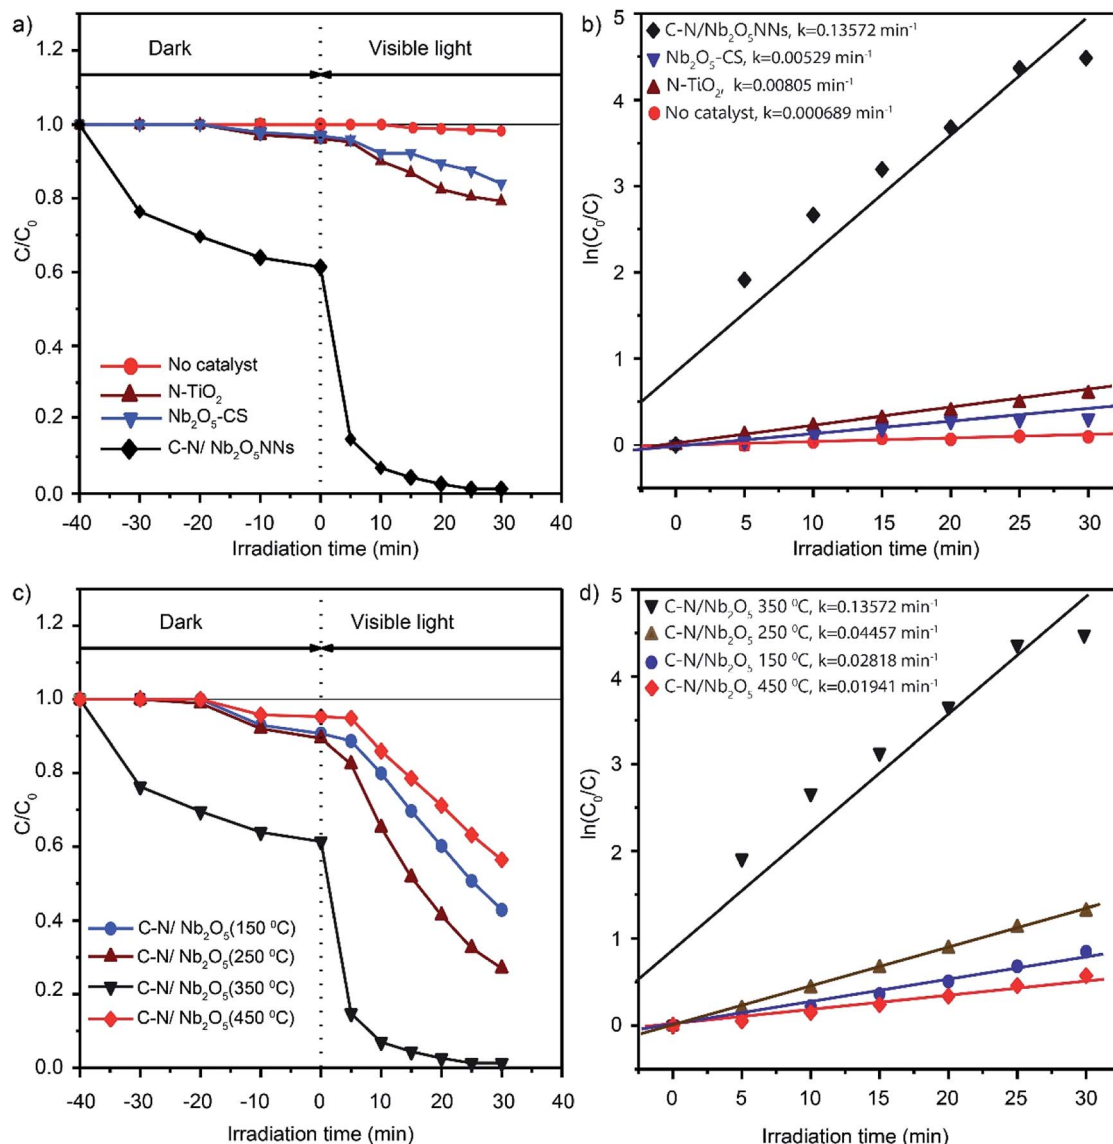 a)
Dark
Visible light
1.2
1.0
0.8
0.6
0.4
0.2
0.0
C/C₀
No catalyst
N-TiO₂
Nb₂O₅-CS
C-N/ Nb₂O₅NNs
-40 -30 -20 -10 0 10 20 30 40
Irradiation time (min)
b)
C-N/Nb₂O₅NNs, k=0.13572 min⁻¹
Nb₂O₅-CS, k=0.00529 min⁻¹
N-TiO₂, k=0.00805 min⁻¹
No catalyst, k=0.000689 min⁻¹
5
4
3
2
1
0
ln(C₀/C)
0 5 10 15 20 25 30
Irradiation time (min)
c)
Dark
Visible light
1.2
1.0
0.8
0.6
0.4
0.2
0.0
C/C₀
C-N/ Nb₂O₅(150 ⁰C)
C-N/ Nb₂O₅(250 ⁰C)
C-N/ Nb₂O₅(350 ⁰C)
C-N/ Nb₂O₅(450 ⁰C)
-40 -30 -20 -10 0 10 20 30 40
Irradiation time (min)
d)
C-N/Nb₂O₅ 350 ⁰C, k=0.13572 min⁻¹
C-N/Nb₂O₅ 250 ⁰C, k=0.04457 min⁻¹
C-N/Nb₂O₅ 150 ⁰C, k=0.02818 min⁻¹
C-N/Nb₂O₅ 450 ⁰C, k=0.01941 min⁻¹
5
4
3
2
1
0
ln(C₀/C)
0 5 10 15 20 25 30
Irradiation time (min)